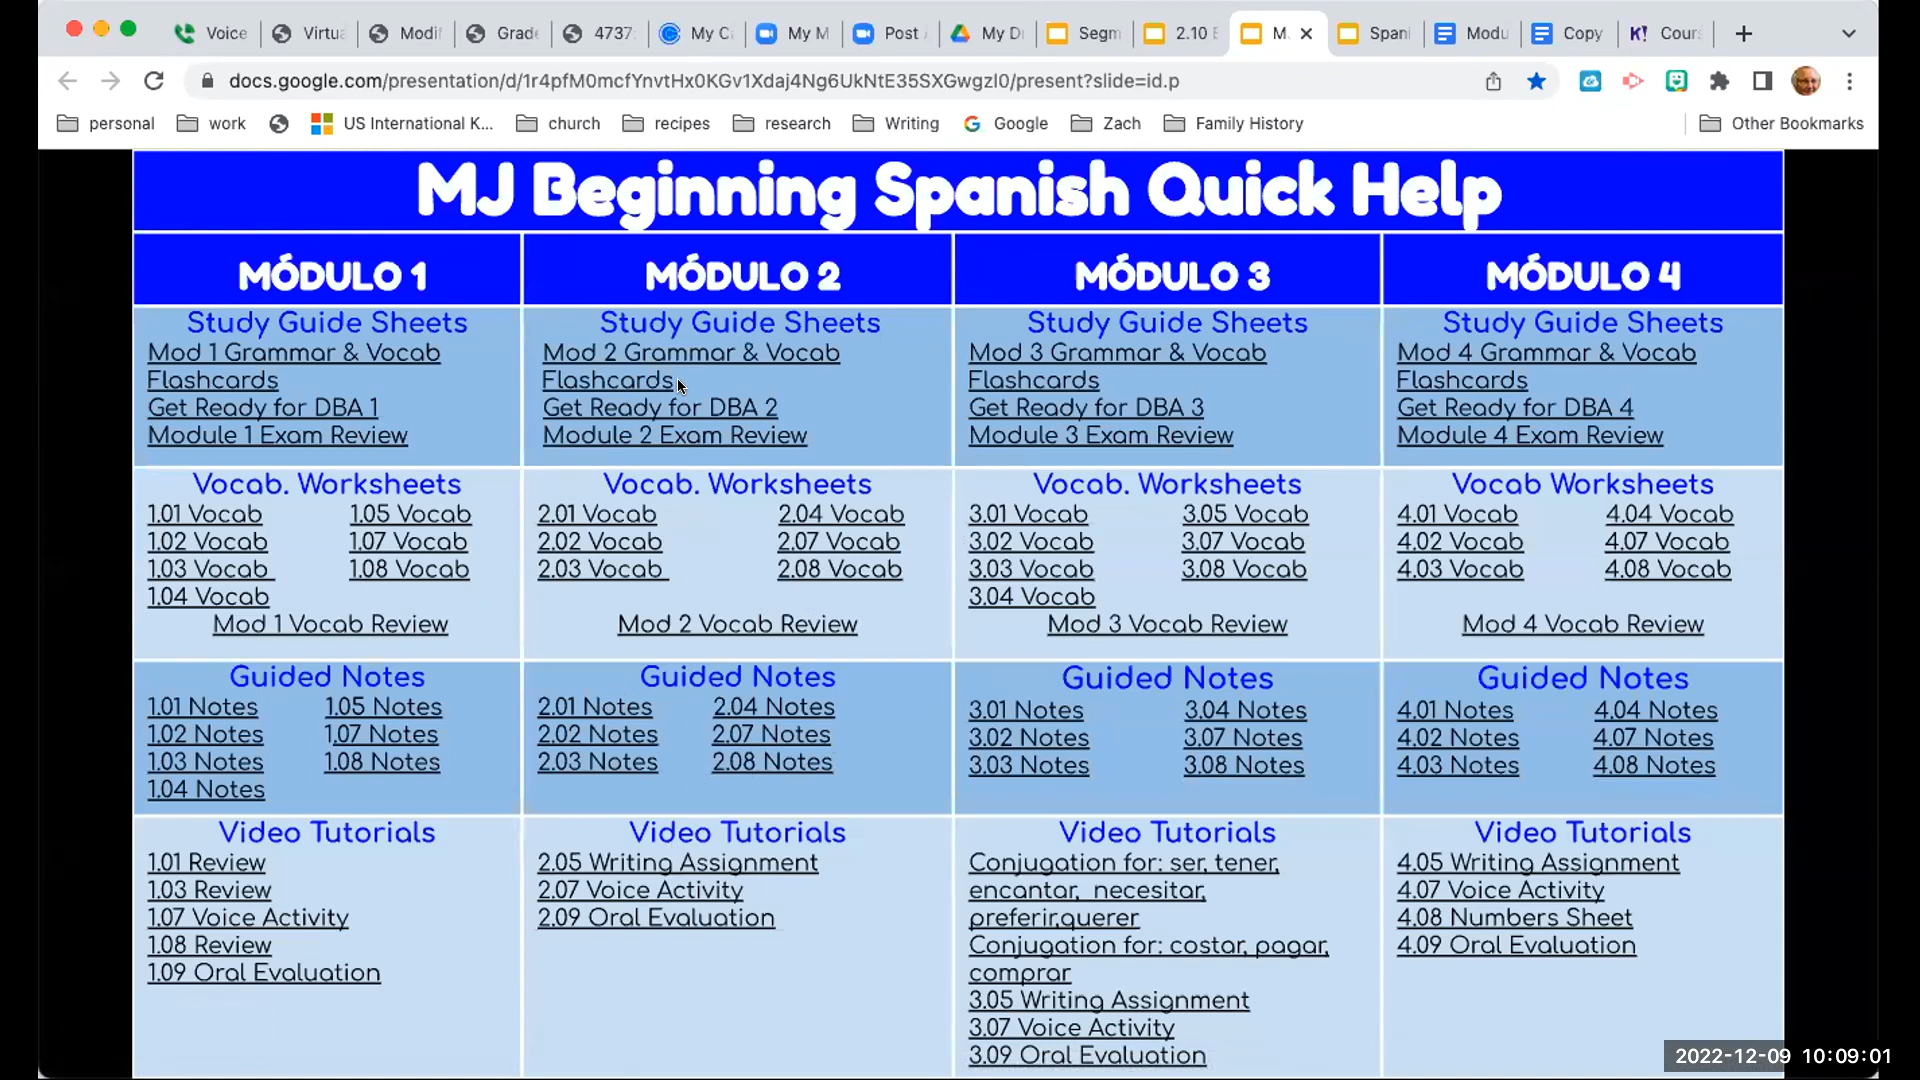 Voice
Virtu
Modif
Grade
4737
My C
My M
Post
My D
Segm
2.10 E
M
Spani
Modu
Copy
K! Cours
docs.google.com/presentation/d/1r4pfM0mcfYnvtHx0KGv1Xdaj4Ng6UkNtE35SXGwgzI0/present?slide=id.p
personal work US International K... church recipes research Writing Google Zach Family History Other Bookmarks
MJ Beginning Spanish Quick Help
MÓDULO 1
Study Guide Sheets
Mod 1 Grammar & Vocab
Flashcards
Get Ready for DBA 1
Module 1 Exam Review
Vocab. Worksheets
1.01 Vocab 1.05 Vocab
1.02 Vocab 1.07 Vocab
1.03 Vocab 1.08 Vocab
1.04 Vocab
Mod 1 Vocab Review
Guided Notes
1.01 Notes 1.05 Notes
1.02 Notes 1.07 Notes
1.03 Notes 1.08 Notes
1.04 Notes
Video Tutorials
1.01 Review
1.03 Review
1.07 Voice Activity
1.08 Review
1.09 Oral Evaluation
MÓDULO 2
Study Guide Sheets
Mod 2 Grammar & Vocab
Flashcards
Get Ready for DBA 2
Module 2 Exam Review
Vocab. Worksheets
2.01 Vocab 2.04 Vocab
2.02 Vocab 2.07 Vocab
2.03 Vocab 2.08 Vocab
Mod 2 Vocab Review
Guided Notes
2.01 Notes 2.04 Notes
2.02 Notes 2.07 Notes
2.03 Notes 2.08 Notes
Video Tutorials
2.05 Writing Assignment
2.07 Voice Activity
2.09 Oral Evaluation
MÓDULO 3
Study Guide Sheets
Mod 3 Grammar & Vocab
Flashcards
Get Ready for DBA 3
Module 3 Exam Review
Vocab. Worksheets
3.01 Vocab 3.05 Vocab
3.02 Vocab 3.07 Vocab
3.03 Vocab 3.08 Vocab
3.04 Vocab
Mod 3 Vocab Review
Guided Notes
3.01 Notes 3.04 Notes
3.02 Notes 3.07 Notes
3.03 Notes 3.08 Notes
Video Tutorials
Conjugation for: ser, tener,
encantar, necesitar,
preferir,querer
Conjugation for: costar, pagar,
comprar
3.05 Writing Assignment
3.07 Voice Activity
3.09 Oral Evaluation
MÓDULO 4
Study Guide Sheets
Mod 4 Grammar & Vocab
Flashcards
Get Ready for DBA 4
Module 4 Exam Review
Vocab Worksheets
4.01 Vocab 4.04 Vocab
4.02 Vocab 4.07 Vocab
4.03 Vocab 4.08 Vocab
Mod 4 Vocab Review
Guided Notes
4.01 Notes 4.04 Notes
4.02 Notes 4.07 Notes
4.03 Notes 4.08 Notes
Video Tutorials
4.05 Writing Assignment
4.07 Voice Activity
4.08 Numbers Sheet
4.09 Oral Evaluation
2022-12-09 10:09:01